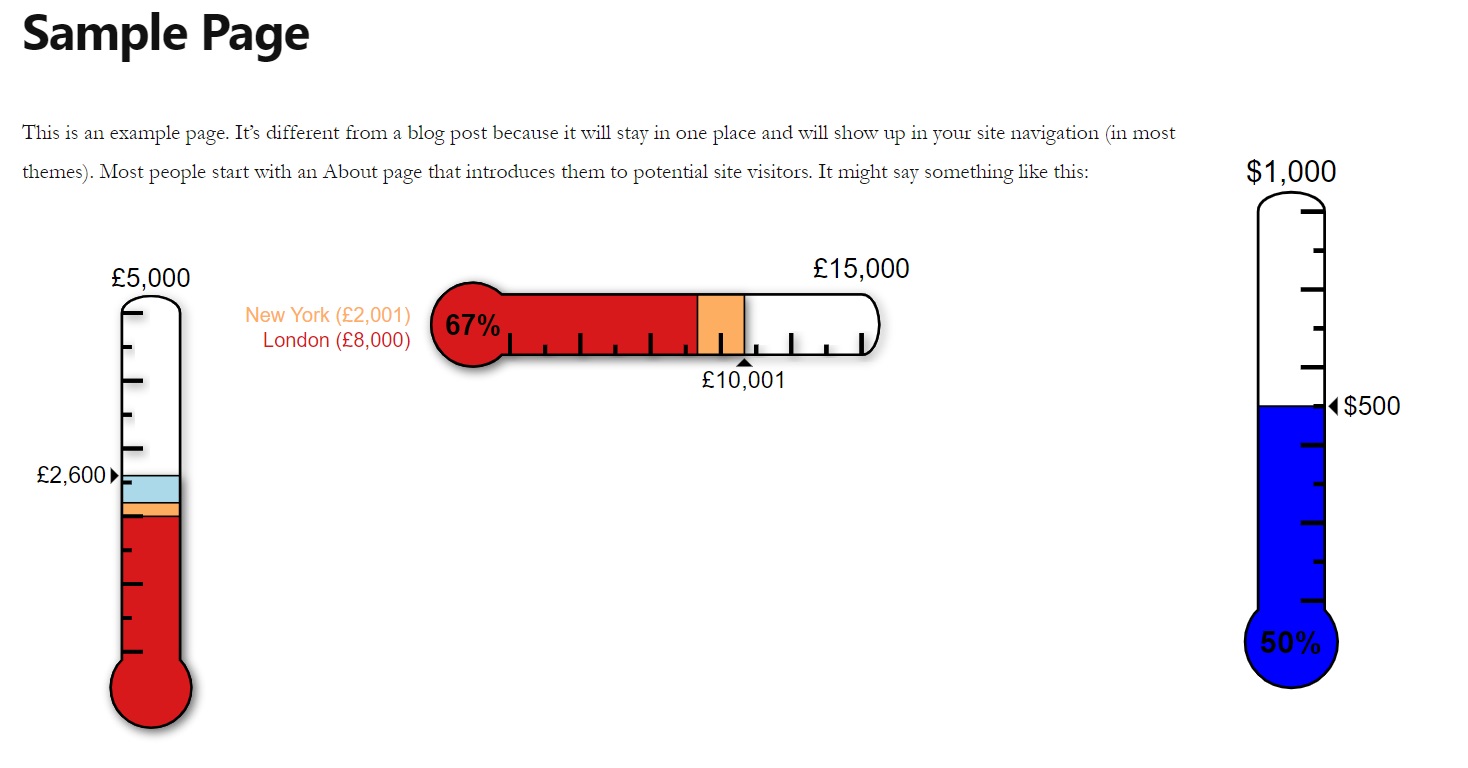 Sample Page
This is an example page. It’s different from a blog post because it will stay in one place and will show up in your site navigation (in most
themes). Most people start with an About page that introduces them to potential site visitors. It might say something like this:
£5,000
£2,600
New York (£2,001)
London (£8,000)
67%
£15,000
£10,001
$1,000
$500
50%